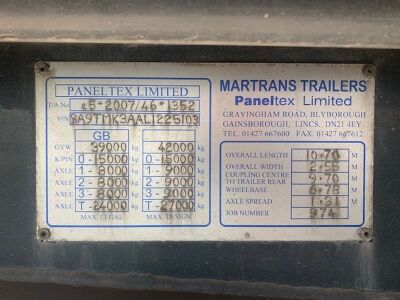 PANELTEX LIMITED
T/A No e5*2007/46*1352
VIN SA9TMK3AAL1225103
GB
GVW 39000 kg 42000 kg
K/PIN 0-15000 kg 0-15000 kg
AXLE 1-8000 kg 1-9000 kg
AXLE 2-8000 kg 2-9000 kg
AXLE 3-8000 kg 3-9000 kg
AXLE T-24000 kg T-27000 kg
MAX. LEGAL MAX. DESIGN
MARTRANS TRAILERS
Paneltex Limited
GRAYINGHAM ROAD, BLYBOROUGH
GAINSBOROUGH, LINCS. DN21 4EY.
TEL. 01427 667600 FAX. 01427 667612
OVERALL LENGTH 10.70 M
OVERALL WIDTH 2.55 M
COUPLING CENTRE
TO TRAILER REAR 9.70 M
WHEELBASE 6.78 M
AXLE SPREAD 1.31 M
JOB NUMBER 974